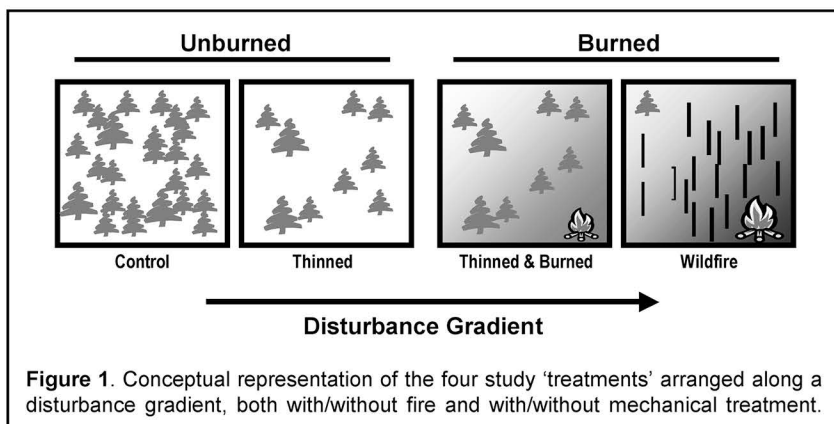 Unburned Burned
Control Thinned Thinned & Burned Wildfire
Disturbance Gradient
Figure 1. Conceptual representation of the four study ‘treatments’ arranged along a
disturbance gradient, both with/without fire and with/without mechanical treatment.